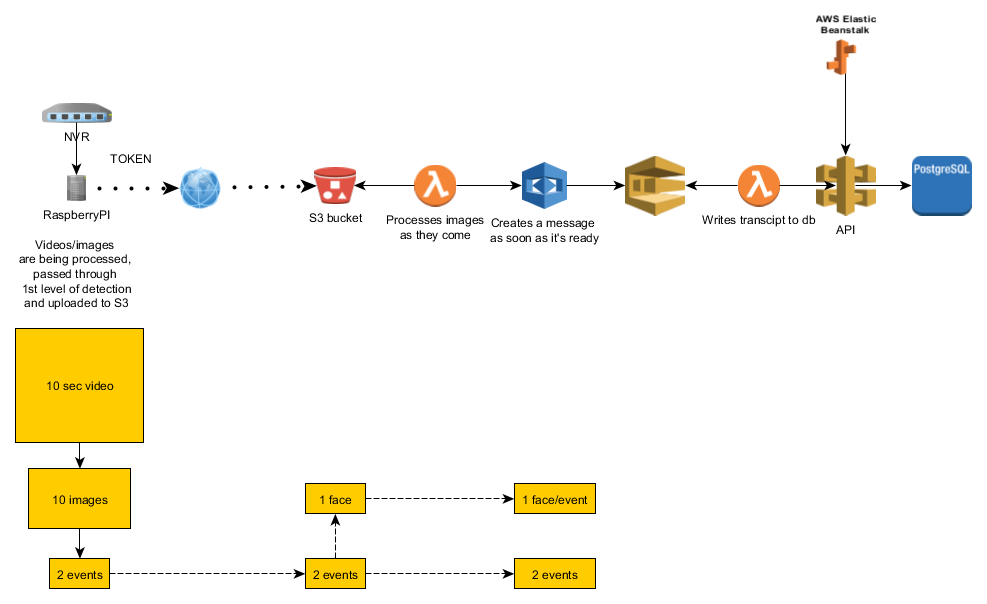 AWS Elastic
Beanstalk
NVR
TOKEN
RaspberryPI
S3 bucket
Processes images
as they come
Creates a message
as soon as it's ready
Writes transcipt to db
API
PostgreSQL
Videos/images
are being processed,
passed through
1st level of detection
and uploaded to S3
10 sec video
10 images
1 face
1 face/event
2 events
2 events
2 events